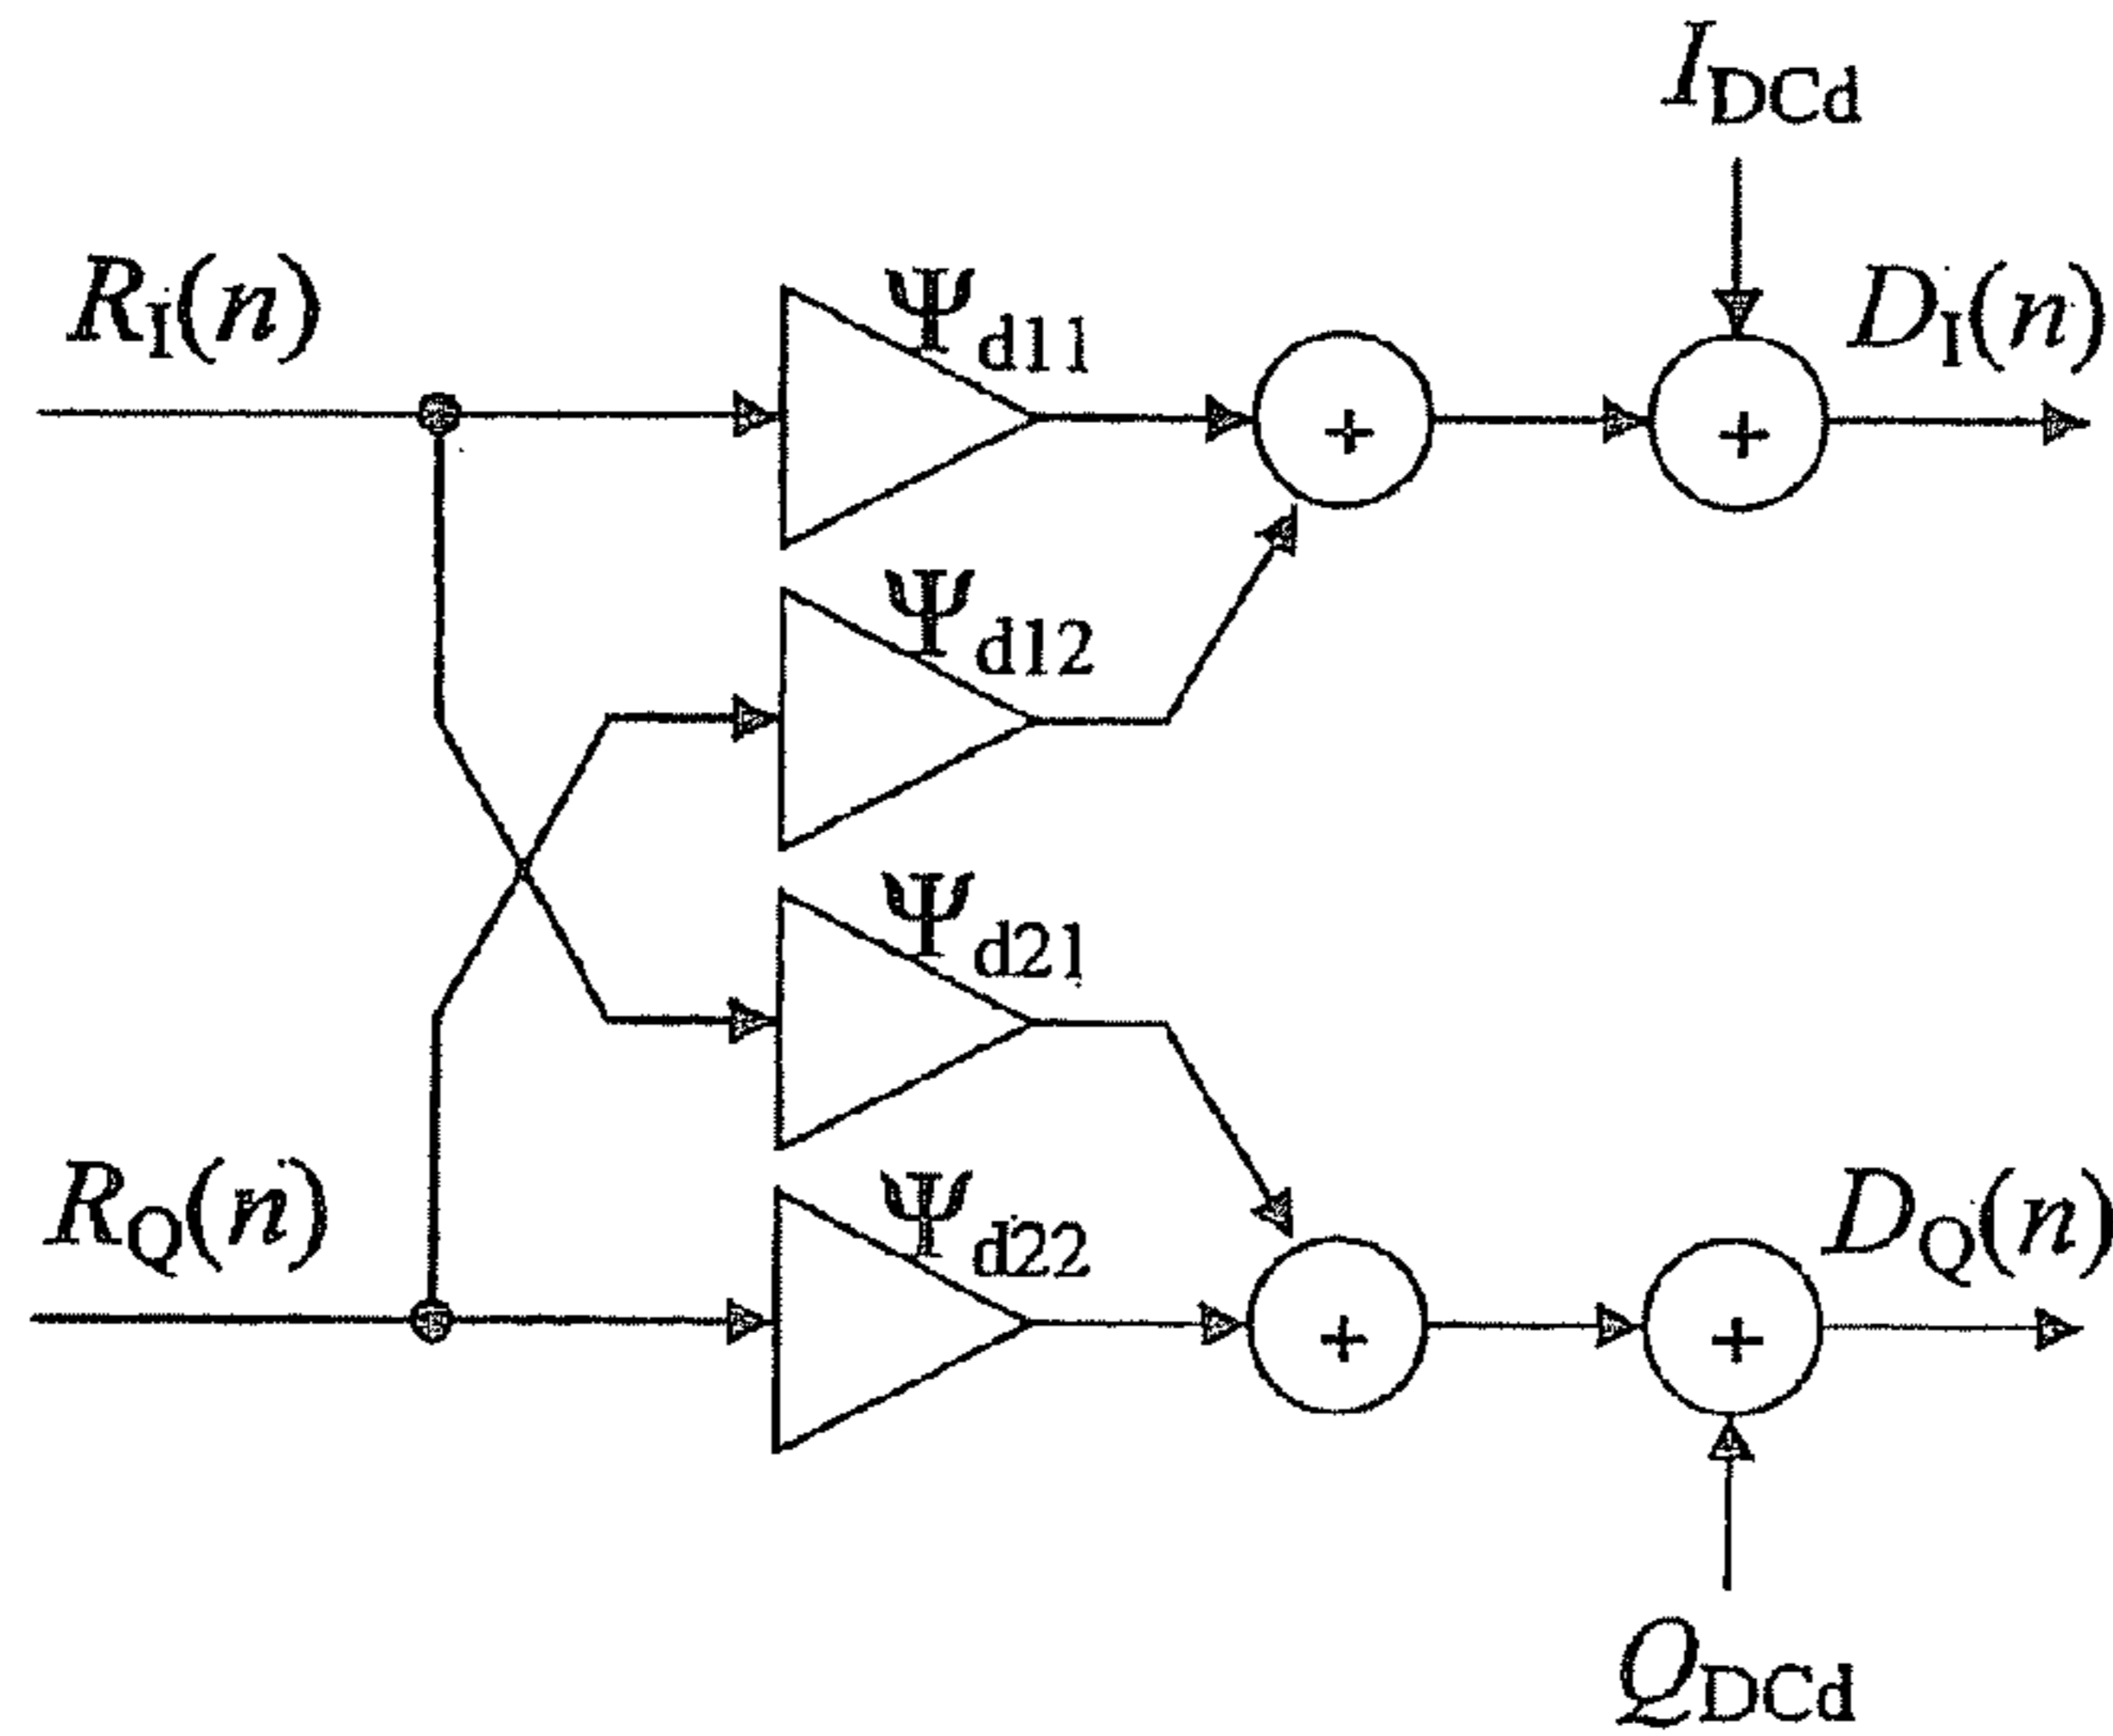 I_DCd
R_I(n)
Ψ_d11
D_I(n)
+
+
Ψ_d12
Ψ_d21
R_Q(n)
Ψ_d22
D_Q(n)
+
+
Q_DCd